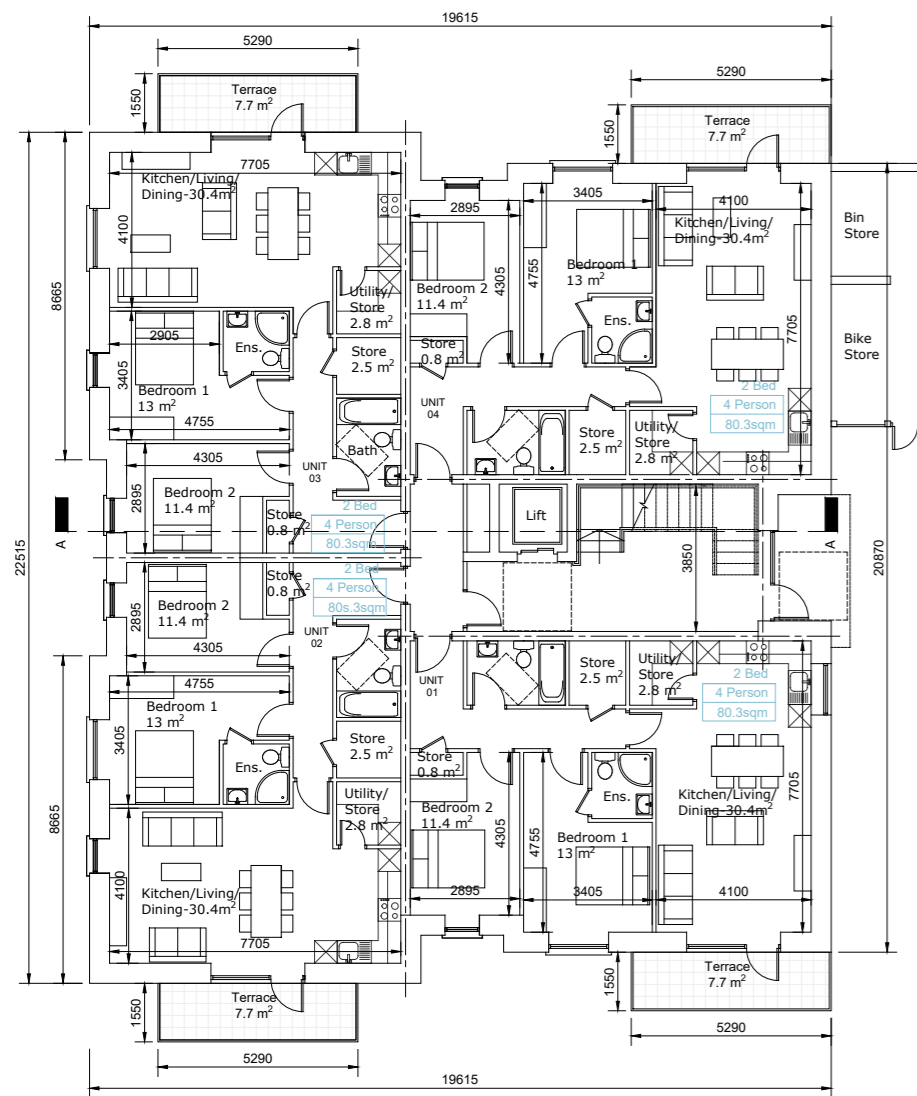 19615
5290
5290
1550
Terrace
7.7 m²
1550
Terrace
7.7 m²
7705
Kitchen/Living/
Dining-30.4m²
4100
8665
Utility/
Store
2.8 m²
2905
Ens.
Store
2.5 m²
3405
Bedroom 1
13 m²
4755
Bath
4305
UNIT
03
2895
Bedroom 2
11.4 m²
Store
0.8 m²
2 Bed
4 Person
80.3sqm
2895
Bedroom 2
11.4 m²
4305
Store
0.8 m²
UNIT
04
3405
4755
Bedroom 1
13 m²
Ens.
4100
Kitchen/Living/
Dining-30.4m²
7705
2 Bed
4 Person
80.3sqm
Store
2.5 m²
Utility/
Store
2.8 m²
Bin
Store
Bike
Store
22515
20870
A
A
Lift
3850
2 Bed
4 Person
80s.3sqm
Store
0.8 m²
2895
Bedroom 2
11.4 m²
4305
UNIT
02
4755
Bedroom 1
13 m²
3405
Ens.
Store
2.5 m²
Utility/
Store
2.8 m²
8665
4100
Kitchen/Living/
Dining-30.4m²
7705
UNIT
01
Store
2.5 m²
Utility/
Store
2.8 m²
2 Bed
4 Person
80.3sqm
Store
0.8 m²
Bedroom 2
11.4 m²
4305
2895
4755
Bedroom 1
13 m²
3405
Ens.
Kitchen/Living/
Dining-30.4m²
7705
4100
1550
Terrace
7.7 m²
5290
1550
Terrace
7.7 m²
5290
19615